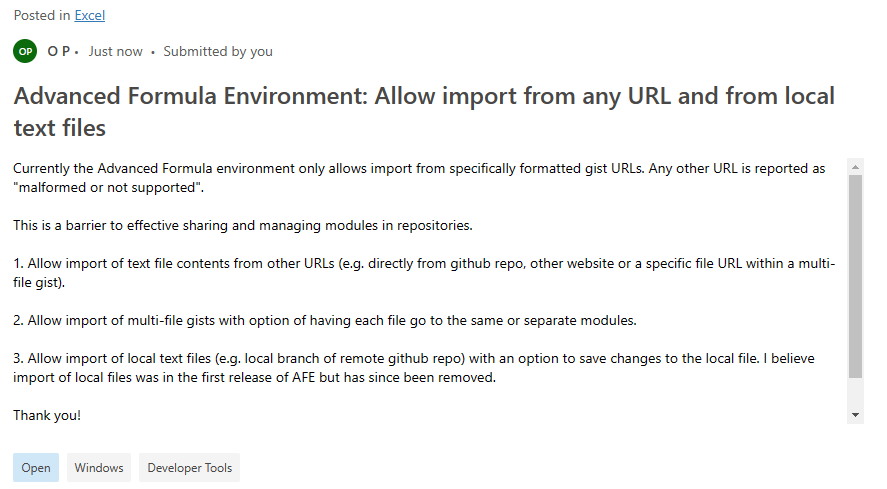 Posted in Excel
OP O P • Just now • Submitted by you
Advanced Formula Environment: Allow import from any URL and from local
text files
Currently the Advanced Formula environment only allows import from specifically formatted gist URLs. Any other URL is reported as
"malformed or not supported".
This is a barrier to effective sharing and managing modules in repositories.
1. Allow import of text file contents from other URLs (e.g. directly from github repo, other website or a specific file URL within a multi-
file gist).
2. Allow import of multi-file gists with option of having each file go to the same or separate modules.
3. Allow import of local text files (e.g. local branch of remote github repo) with an option to save changes to the local file. I believe
import of local files was in the first release of AFE but has since been removed.
Thank you!
Open Windows Developer Tools